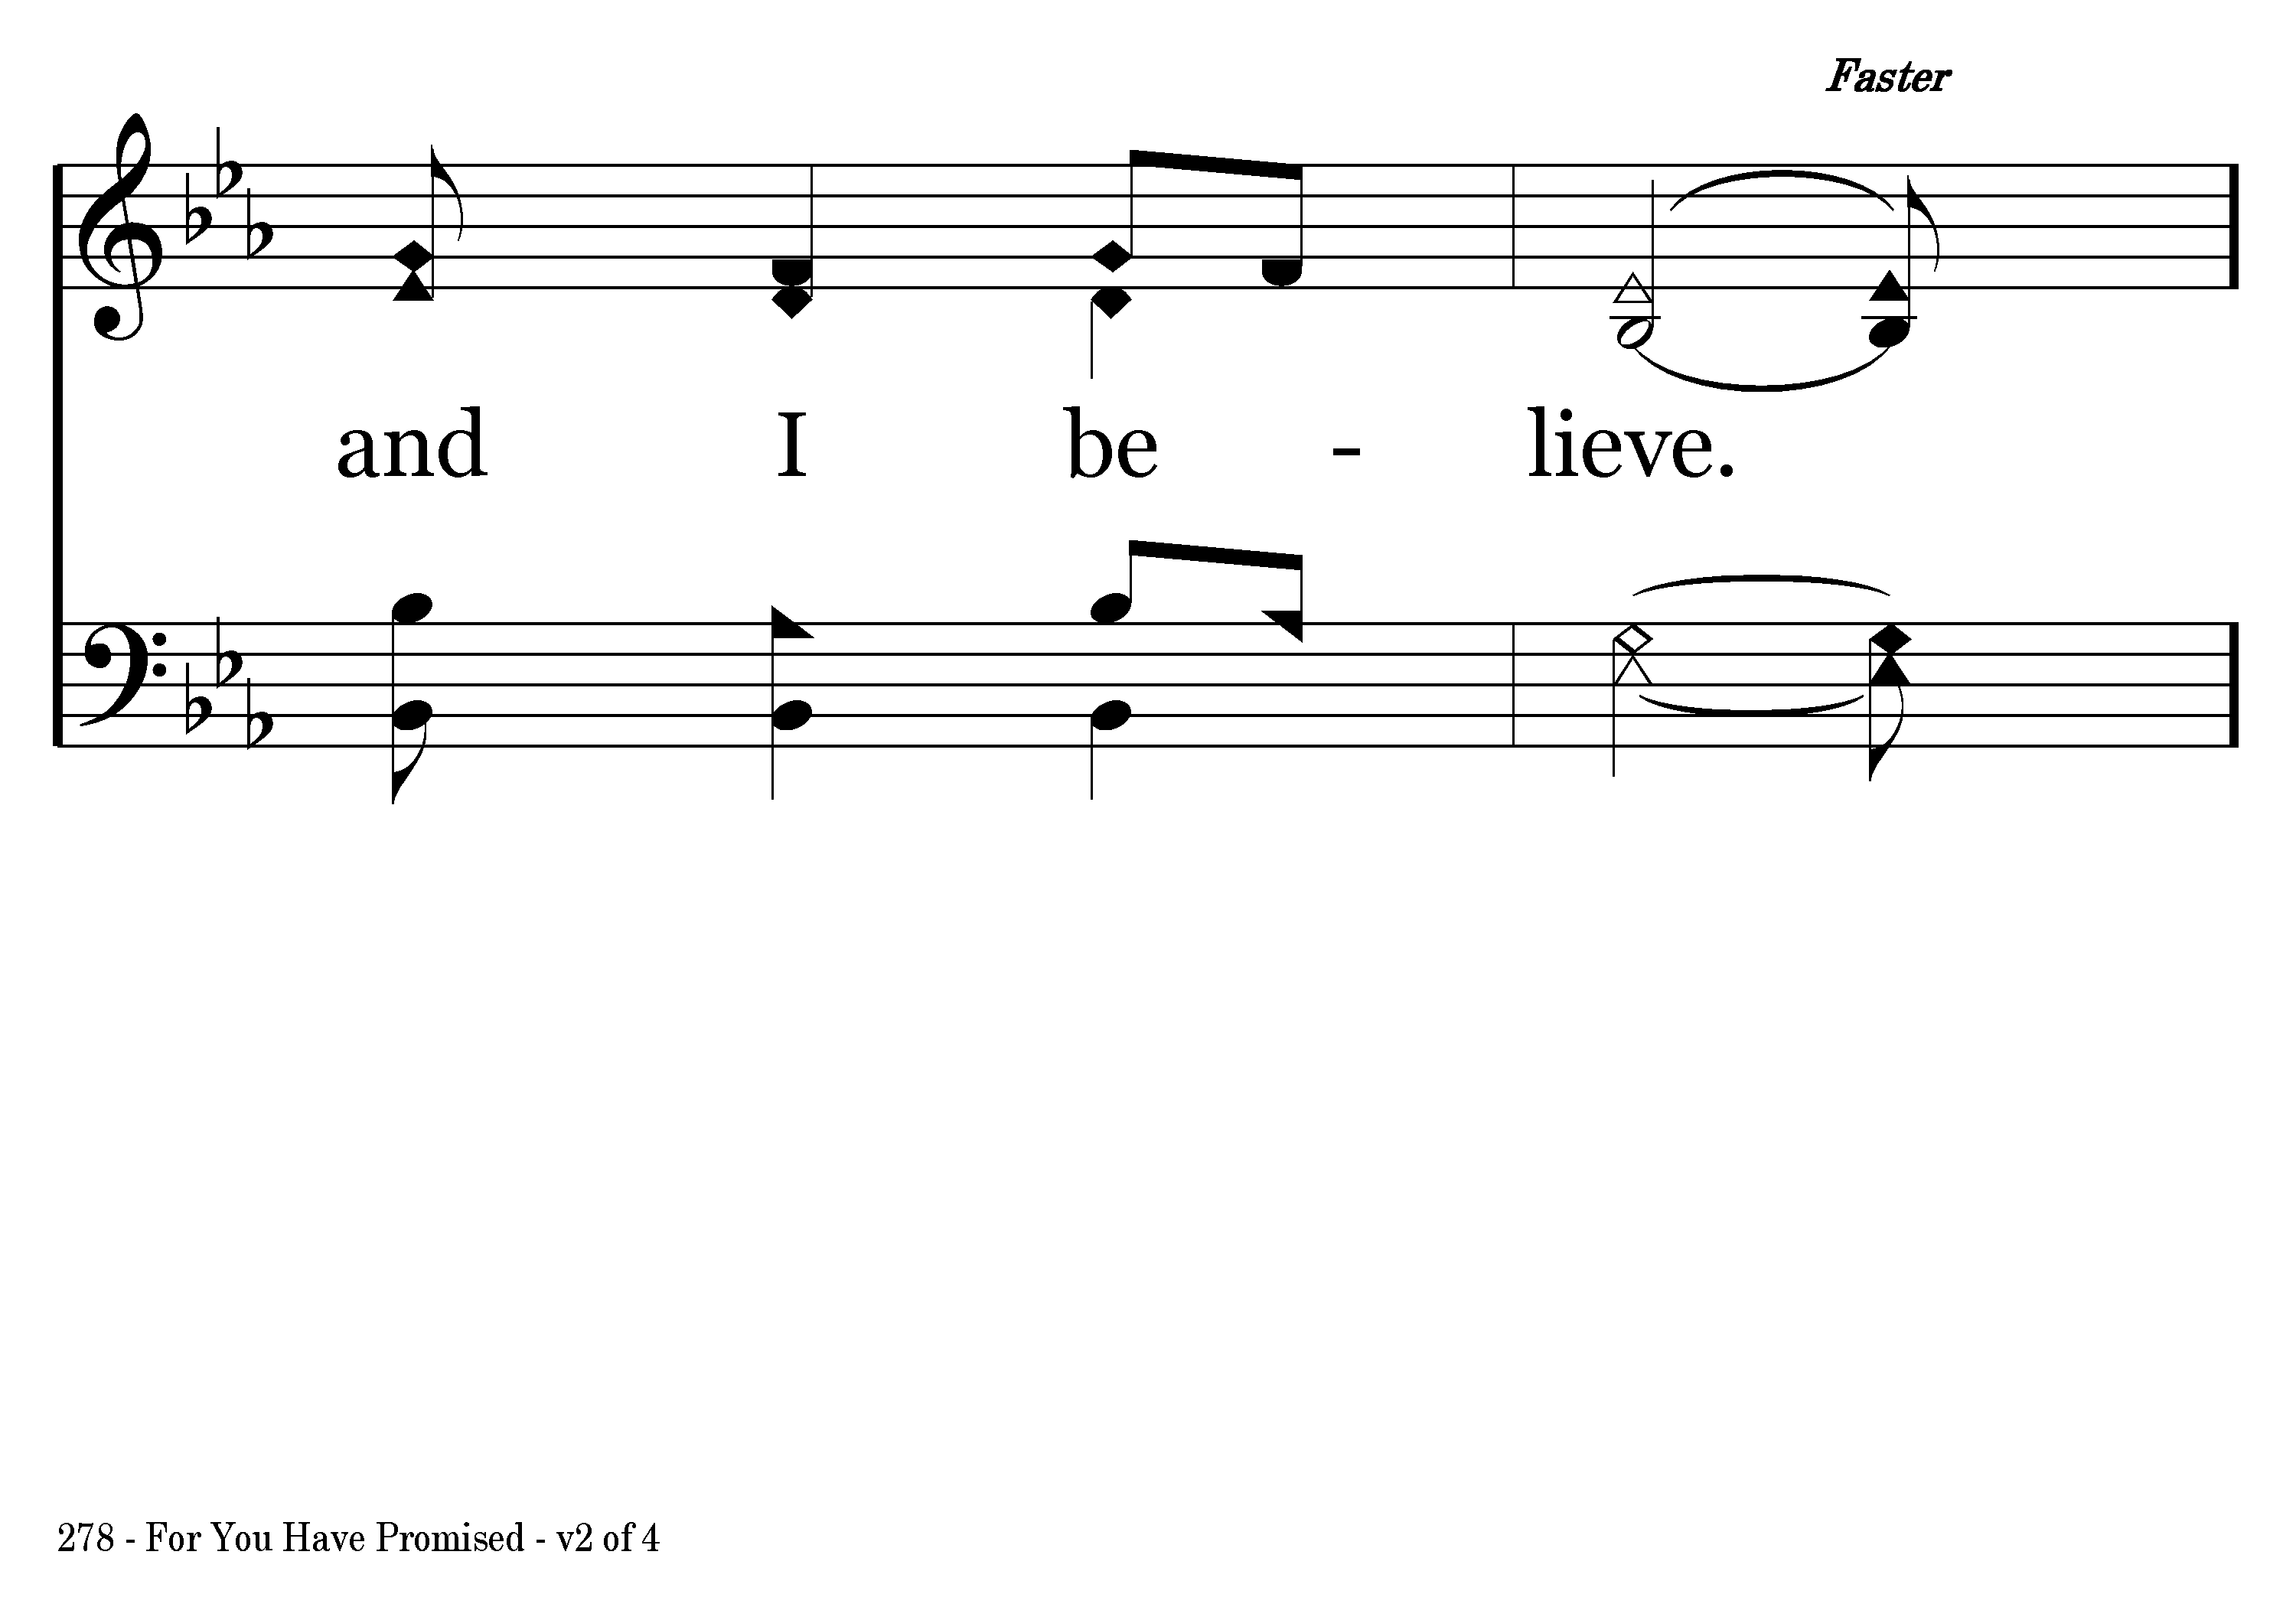 Faster
and I be - lieve.
278 - For You Have Promised - v2 of 4